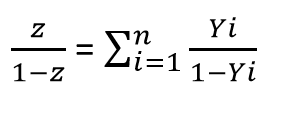 z/(1−z) = ∑_{i=1}^{n} Yi/(1−Yi)